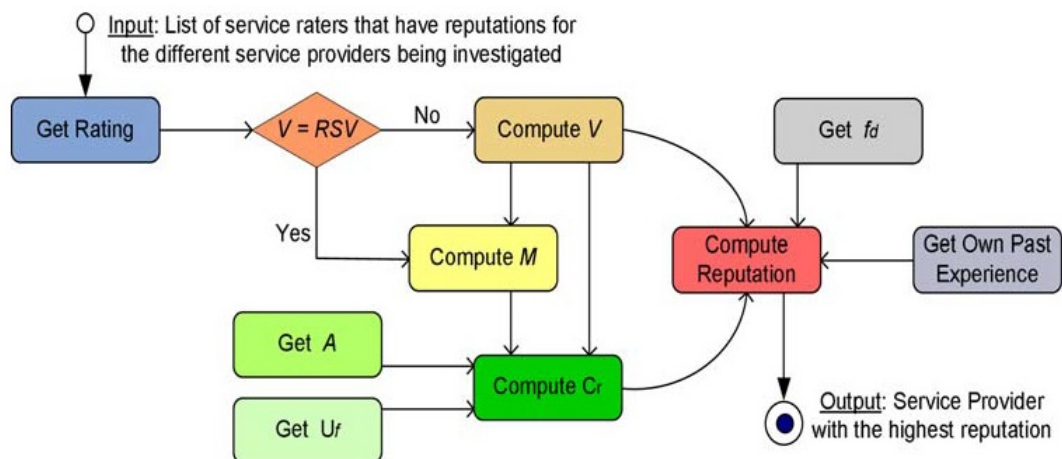 Input: List of service raters that have reputations for
the different service providers being investigated
Get Rating
V = RSV
No
Compute V
Get fd
Yes
Compute M
Compute
Reputation
Get Own Past
Experience
Get A
Compute Cr
Get Uf
Output: Service Provider
with the highest reputation